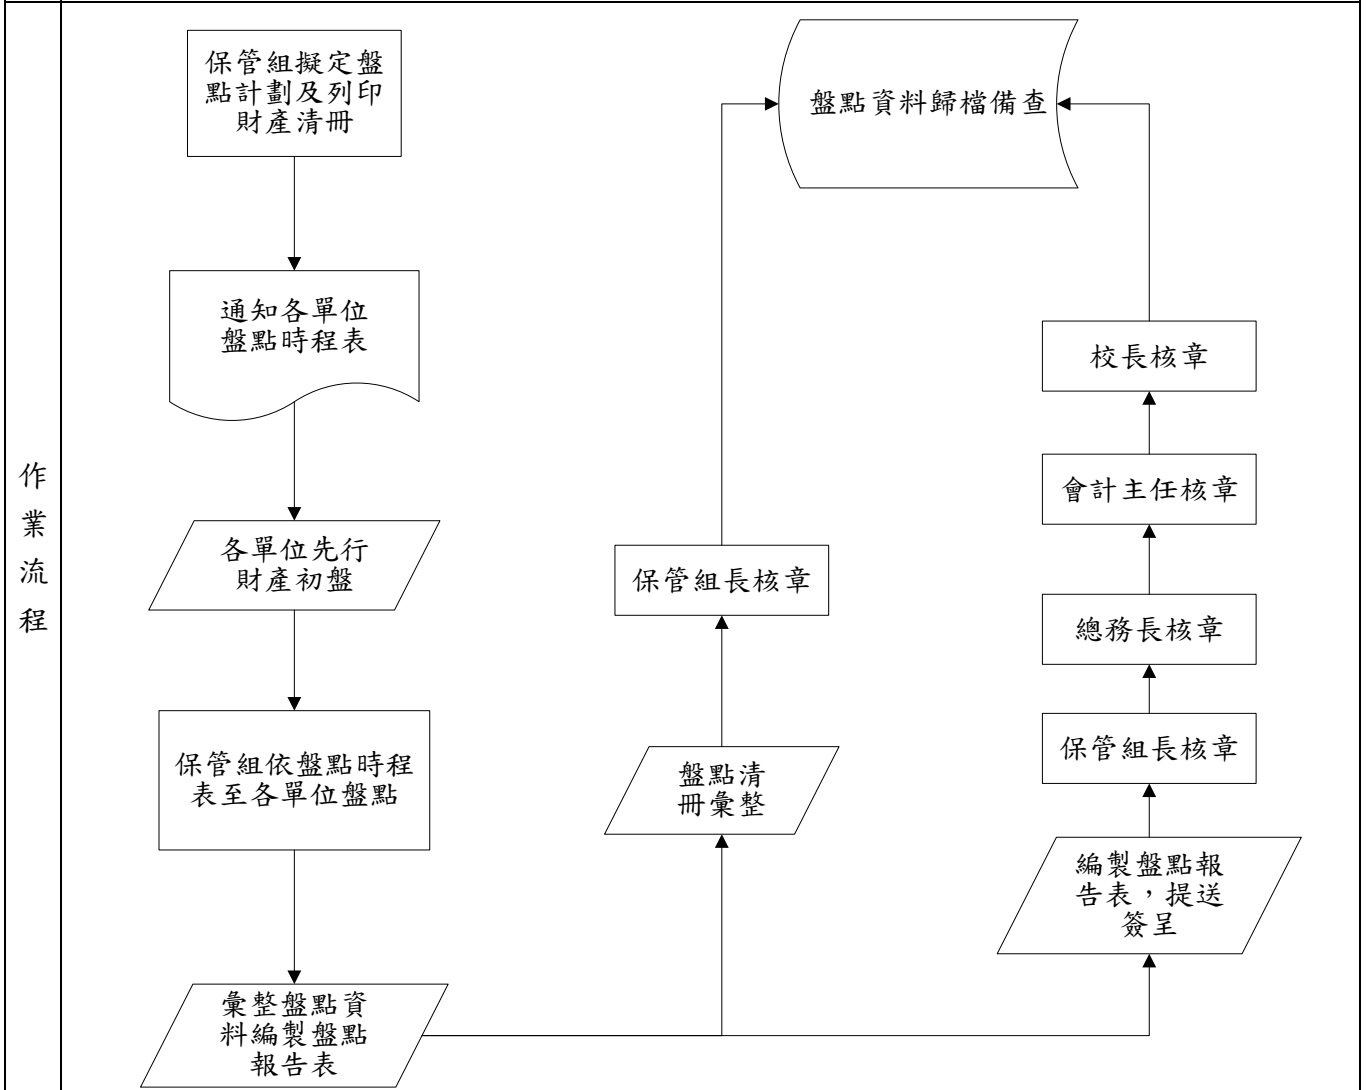 作
業
流
程
保管組擬定盤
點計劃及列印
財產清冊
通知各單位
盤點時程表
各單位先行
財產初盤
保管組依盤點時程
表至各單位盤點
彙整盤點資
料編製盤點
報告表
盤點清
冊彙整
保管組長核章
編製盤點報
告表，提送
簽呈
保管組長核章
總務長核章
會計主任核章
校長核章
盤點資料歸檔備查